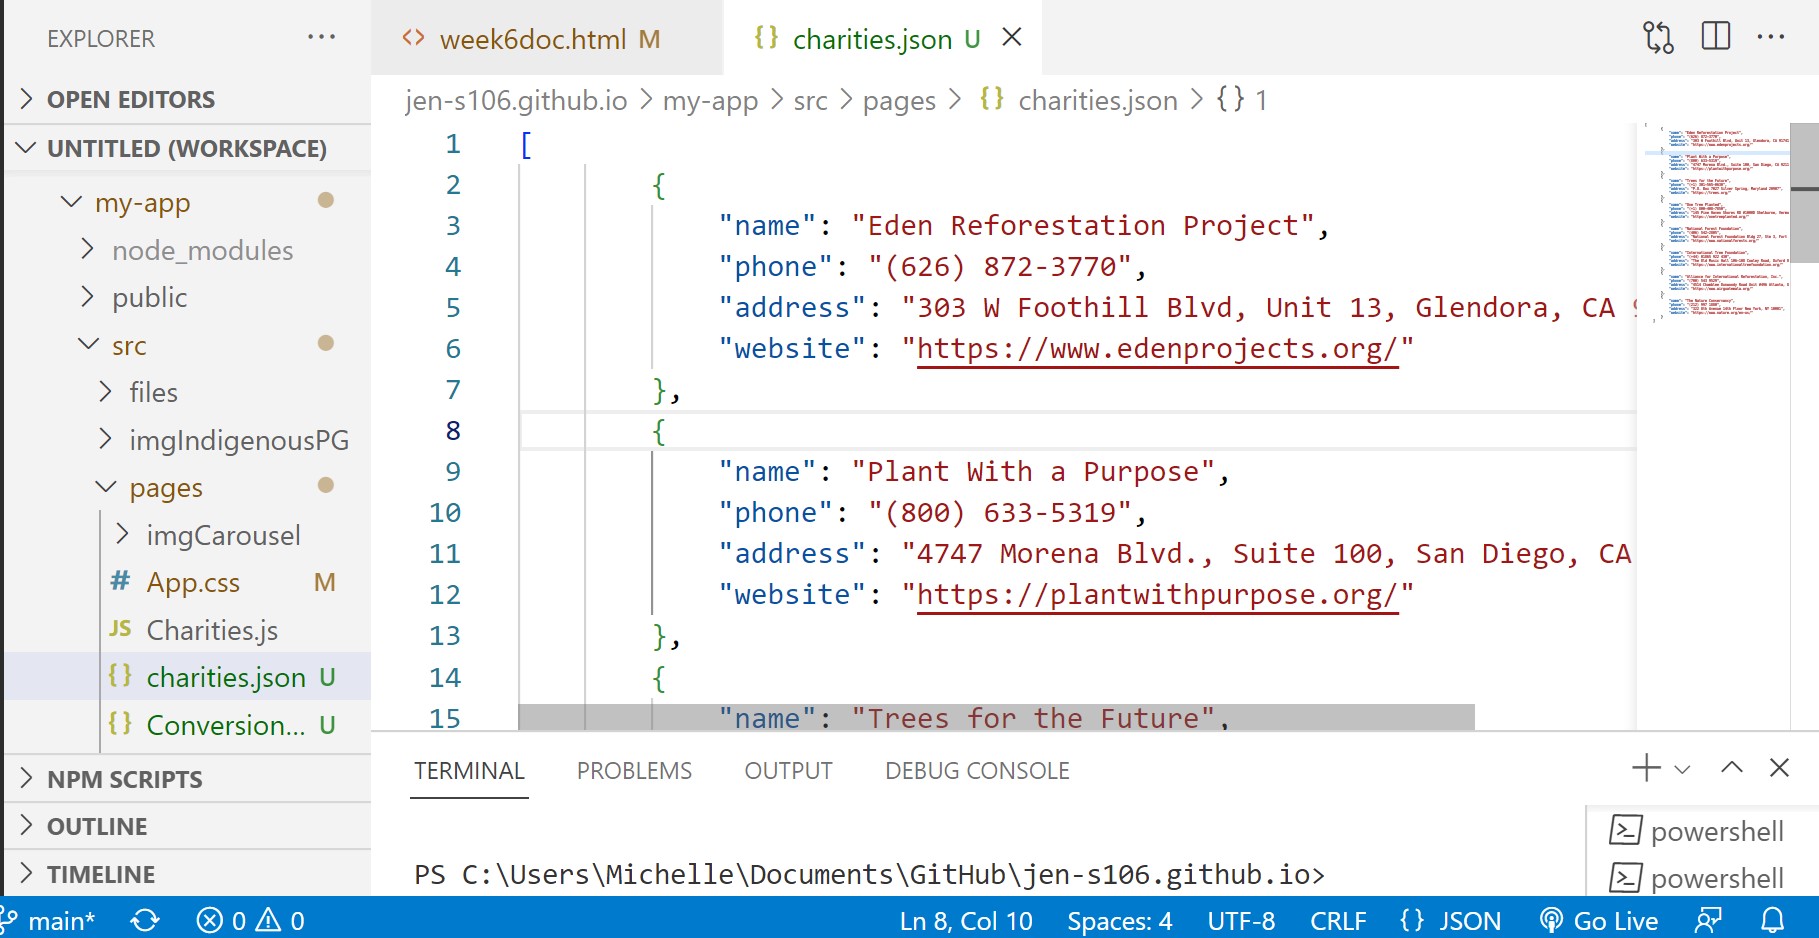 EXPLORER ···
OPEN EDITORS
UNTITLED (WORKSPACE)
my-app
node_modules
public
src
files
imgIndigenousPG
pages
imgCarousel
# App.css M
JS Charities.js
{} charities.json U
{} Conversion... U
NPM SCRIPTS
OUTLINE
TIMELINE
<> week6doc.html M
{} charities.json U
jen-s106.github.io > my-app > src > pages > {} charities.json > {} 1
1 [
2 {
3 "name": "Eden Reforestation Project",
4 "phone": "(626) 872-3770",
5 "address": "303 W Foothill Blvd, Unit 13, Glendora, CA
6 "website": "https://www.edenprojects.org/"
7 },
8 {
9 "name": "Plant With a Purpose",
10 "phone": "(800) 633-5319",
11 "address": "4747 Morena Blvd., Suite 100, San Diego, CA
12 "website": "https://plantwithpurpose.org/"
13 },
14 {
15 "name": "Trees for the Future",
TERMINAL PROBLEMS OUTPUT DEBUG CONSOLE
PS C:\Users\Michelle\Documents\GitHub\jen-s106.github.io>
powershell
powershell
main* 0 0 Ln 8, Col 10 Spaces: 4 UTF-8 CRLF {} JSON Go Live